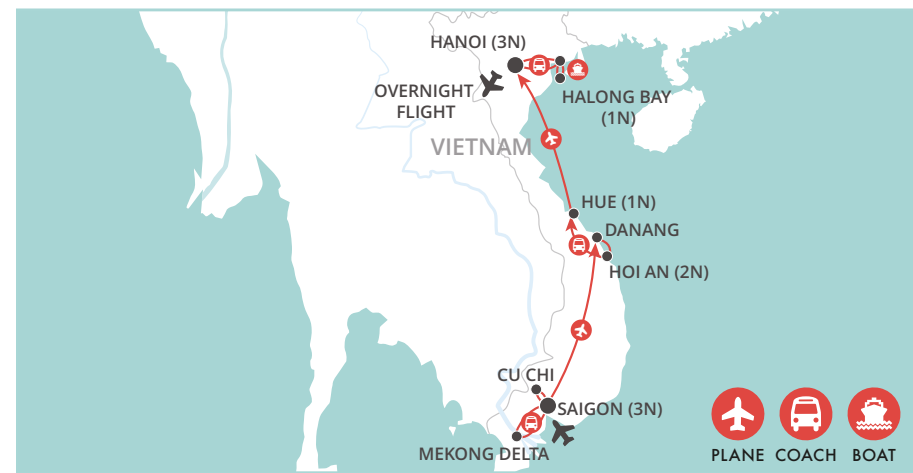 HANOI (3N)
OVERNIGHT
FLIGHT
HALONG BAY
(1N)
VIETNAM
HUE (1N)
DANANG
HOI AN (2N)
CU CHI
SAIGON (3N)
MEKONG DELTA
PLANE COACH BOAT